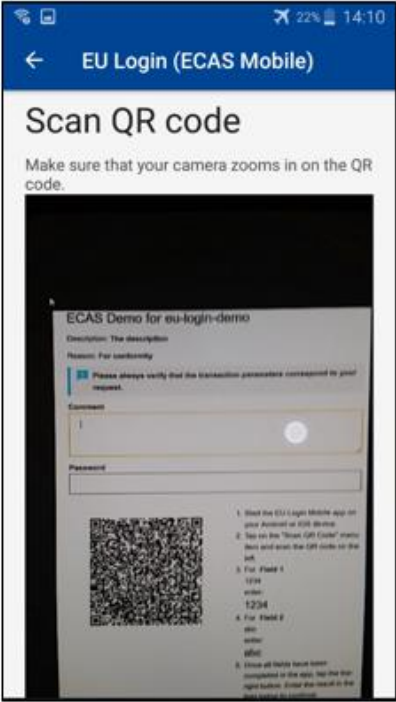 22% 14:10
EU Login (ECAS Mobile)
Scan QR code
Make sure that your camera zooms in on the QR
code.
ECAS Demo for eu-login-demo
Description: The description
Reason: For conformity
Please always verify that the transaction parameters correspond to your
request.
Comment
Password
1. Start the EU Login Mobile app on
your Android or iOS device.
2. Tap on the "Scan QR Code" menu
item and scan the QR code on the
left.
3. For Field 1
1234
enter:
1234
4. For Field 2
abc
enter:
abc
5. Once all fields have been
completed in the app, tap the top
right button. Enter the result in the